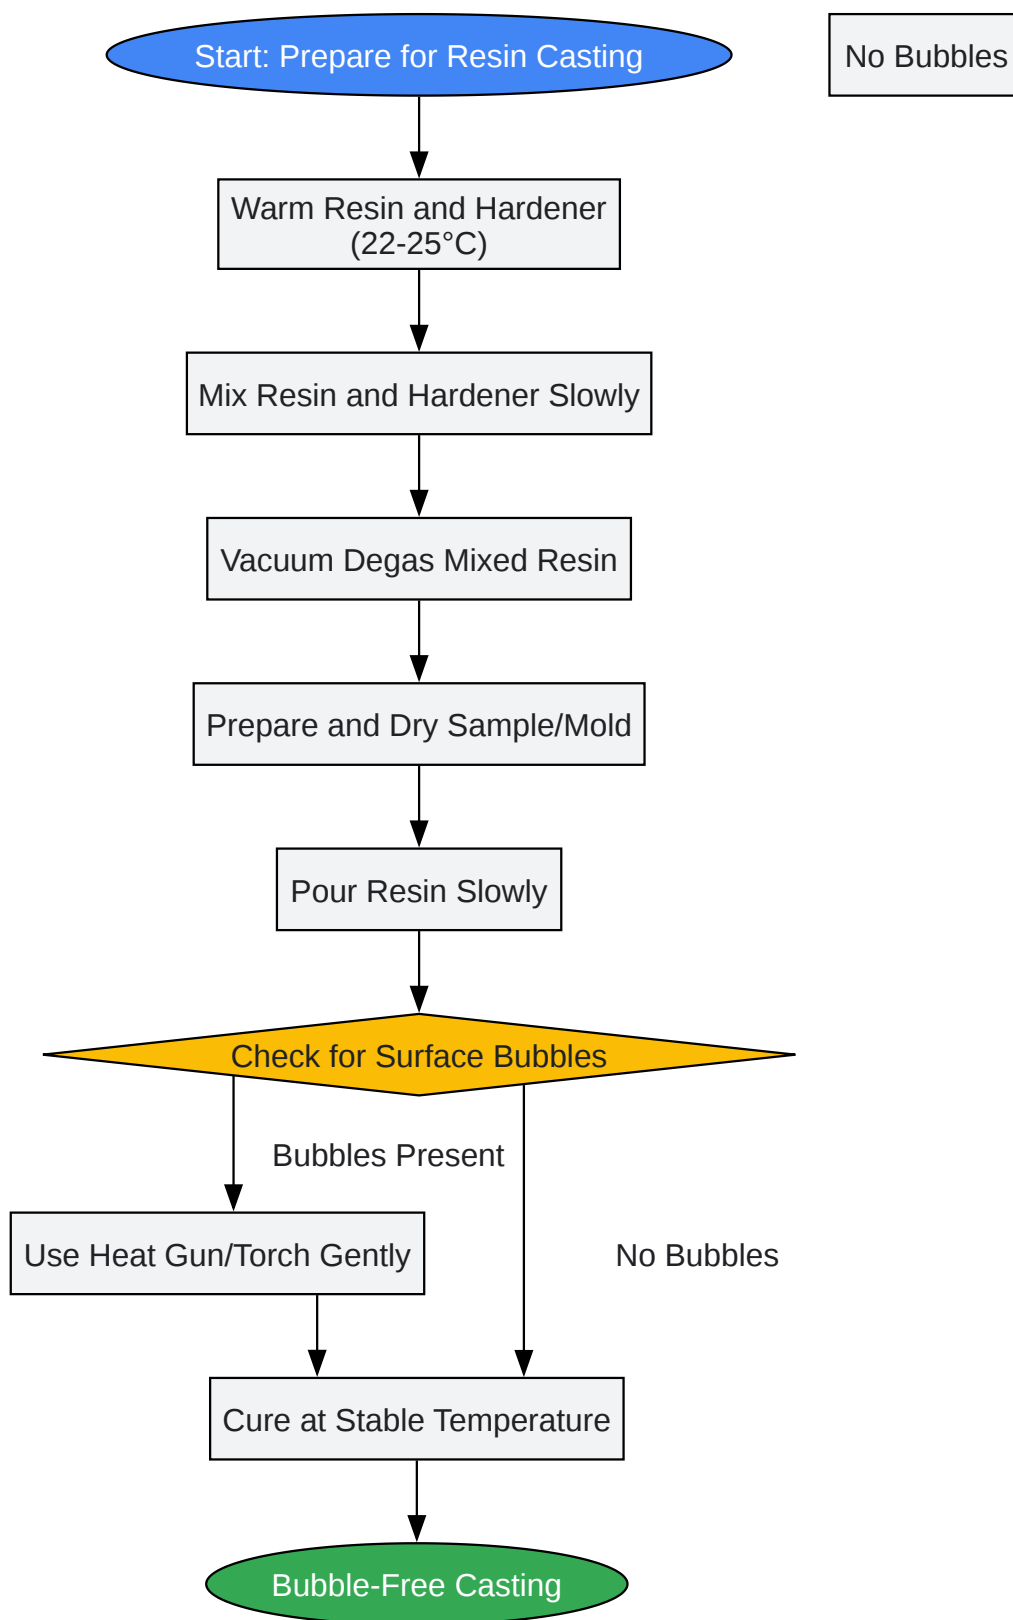 Start: Prepare for Resin Casting
No Bubbles
Warm Resin and Hardener
(22-25°C)
Mix Resin and Hardener Slowly
Vacuum Degas Mixed Resin
Prepare and Dry Sample/Mold
Pour Resin Slowly
Check for Surface Bubbles
Bubbles Present
Use Heat Gun/Torch Gently
No Bubbles
Cure at Stable Temperature
Bubble-Free Casting